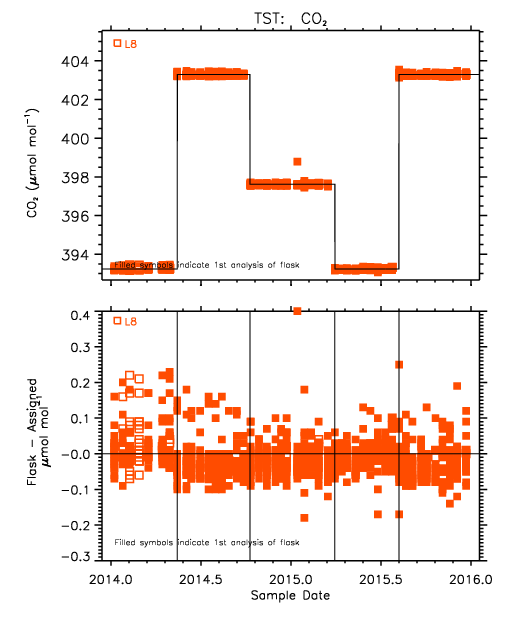 TST: CO₂
L8
404
402
400
398
396
394
CO₂ (μmol mol⁻¹)
Filled symbols indicate 1st analysis of flask
L8
0.4
0.3
0.2
0.1
-0.0
-0.1
-0.2
-0.3
Flask - Assigned
μmol mol⁻¹
Filled symbols indicate 1st analysis of flask
2014.0 2014.5 2015.0 2015.5 2016.0
Sample Date